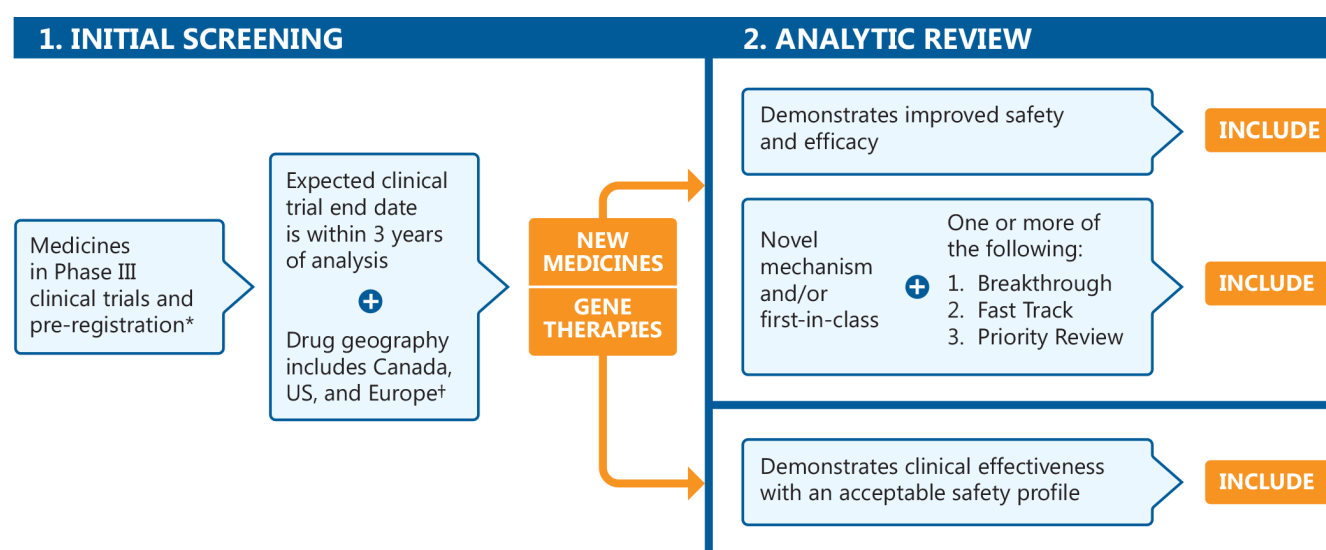 1. INITIAL SCREENING
2. ANALYTIC REVIEW
Medicines
in Phase III
clinical trials and
pre-registration*
Expected clinical
trial end date
is within 3 years
of analysis
+
Drug geography
includes Canada,
US, and Europe†
NEW
MEDICINES
GENE
THERAPIES
Demonstrates improved safety
and efficacy
INCLUDE
Novel
mechanism
and/or
first-in-class
+
One or more of
the following:
1. Breakthrough
2. Fast Track
3. Priority Review
INCLUDE
Demonstrates clinical effectiveness
with an acceptable safety profile
INCLUDE